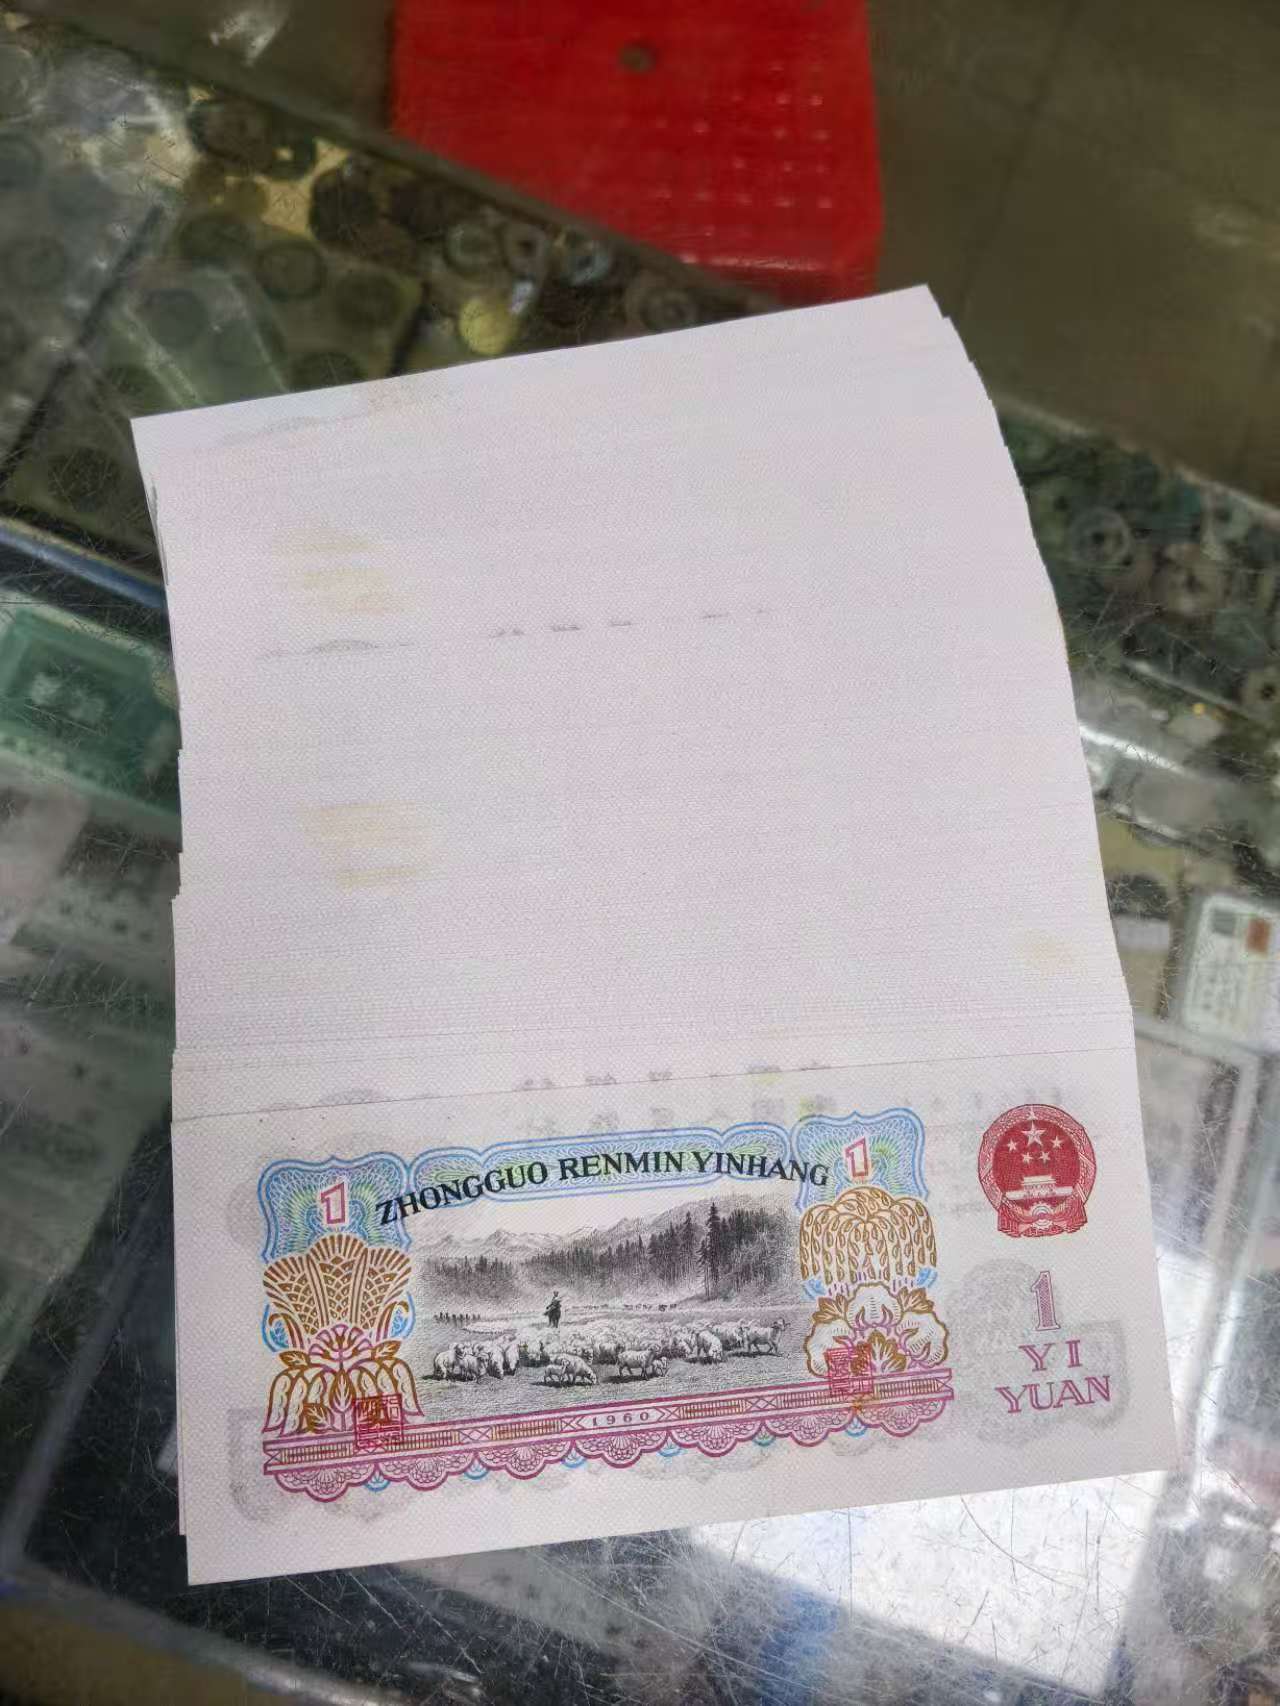 1
ZHONGGUO RENMIN YINHANG
1
1
YI
YUAN
1960